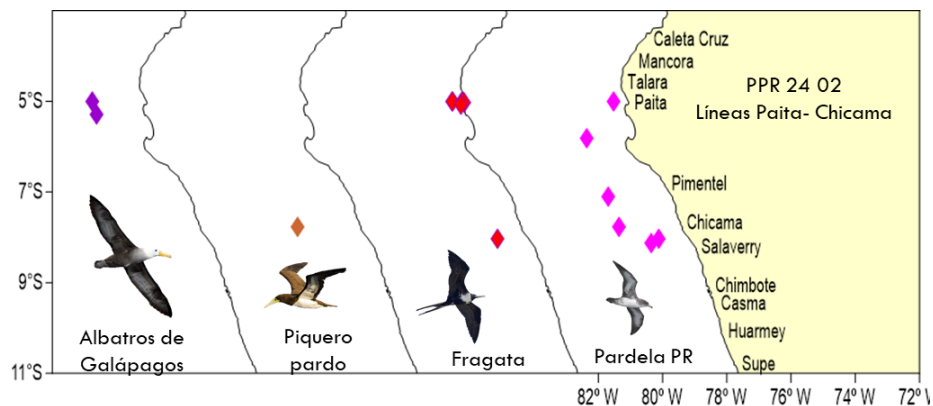 Caleta Cruz
Mancora
Talara
Paita
PPR 24 02
Líneas Paita- Chicama
5°S
7°S
Pimentel
Chicama
Salaverry
9°S
Chimbote
Casma
Huarmey
Supe
Albatros de
Galápagos
Piquero
pardo
Fragata
Pardela PR
11°S
82° W 80° W 78° W 76° W 74° W 72° W